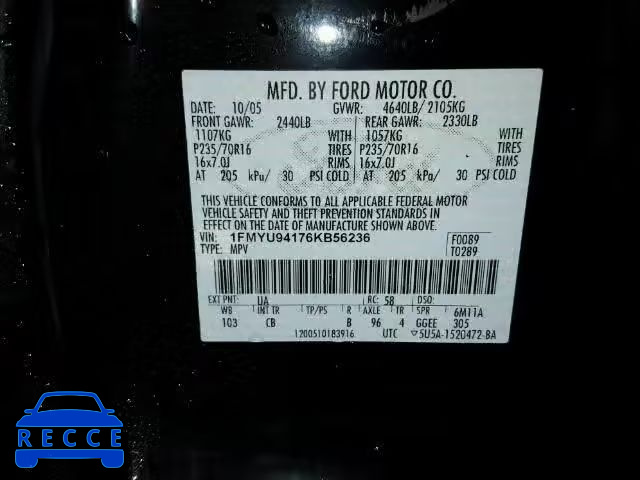 MFD. BY FORD MOTOR CO.
DATE: 10/05 GVWR: 4640LB/ 2105KG
FRONT GAWR: 2440LB REAR GAWR: 2330LB
1107KG WITH 1057KG WITH
P235/70R16 TIRES P235/70R16 TIRES
16x7.0J RIMS 16x7.0J RIMS
AT 205 kPa/ 30 PSI COLD AT 205 kPa/ 30 PSI COLD
THIS VEHICLE CONFORMS TO ALL APPLICABLE FEDERAL MOTOR
VEHICLE SAFETY AND THEFT PREVENTION STANDARDS IN
EFFECT ON THE DATE OF MANUFACTURE SHOWN ABOVE.
VIN: 1FMYU94176KB56236 F0089
TYPE: MPV T0289
EXT PNT: UA RC: 58 DSO:
WB INT TR TP/PS R AXLE TR SPR 6M11A
103 CB B 96 4 GGEE 305
1200510183916 UTC ▽5U5A-1520472-BA
RECCE